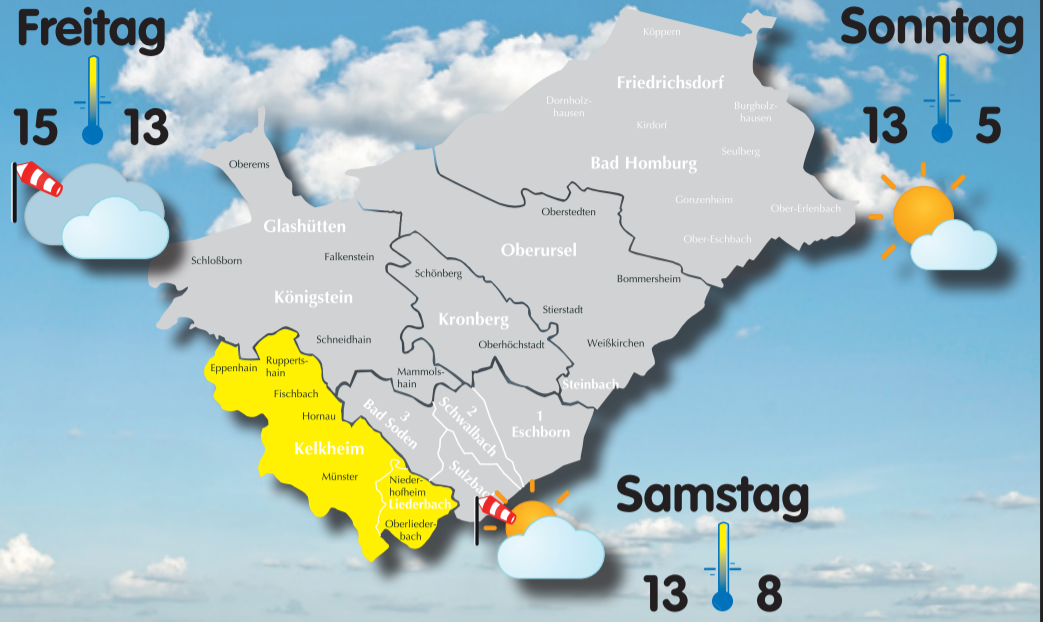 Freitag
15 13
Sonntag
13 5
Köppern
Friedrichsdorf
Dornholz-
hausen
Burgholz-
hausen
Kirdorf
Seulberg
Bad Homburg
Oberems
Gonzenheim
Ober-Erlenbach
Oberstedten
Glashütten
Ober-Eschbach
Oberursel
Schloßborn
Falkenstein
Schönberg
Bommersheim
Königstein
Stierstadt
Kronberg
Schneidhain
Oberhöchstadt
Weißkirchen
Eppenhain
Rupperts-
hain
Mammols-
hain
Steinbach
Fischbach
Hornau
3
Bad Soden
2
Schwalbach
1
Eschborn
Kelkheim
Münster
Sulzbach
Nieder-
hofheim
Liederbach
Oberlieder-
bach
Samstag
13 8